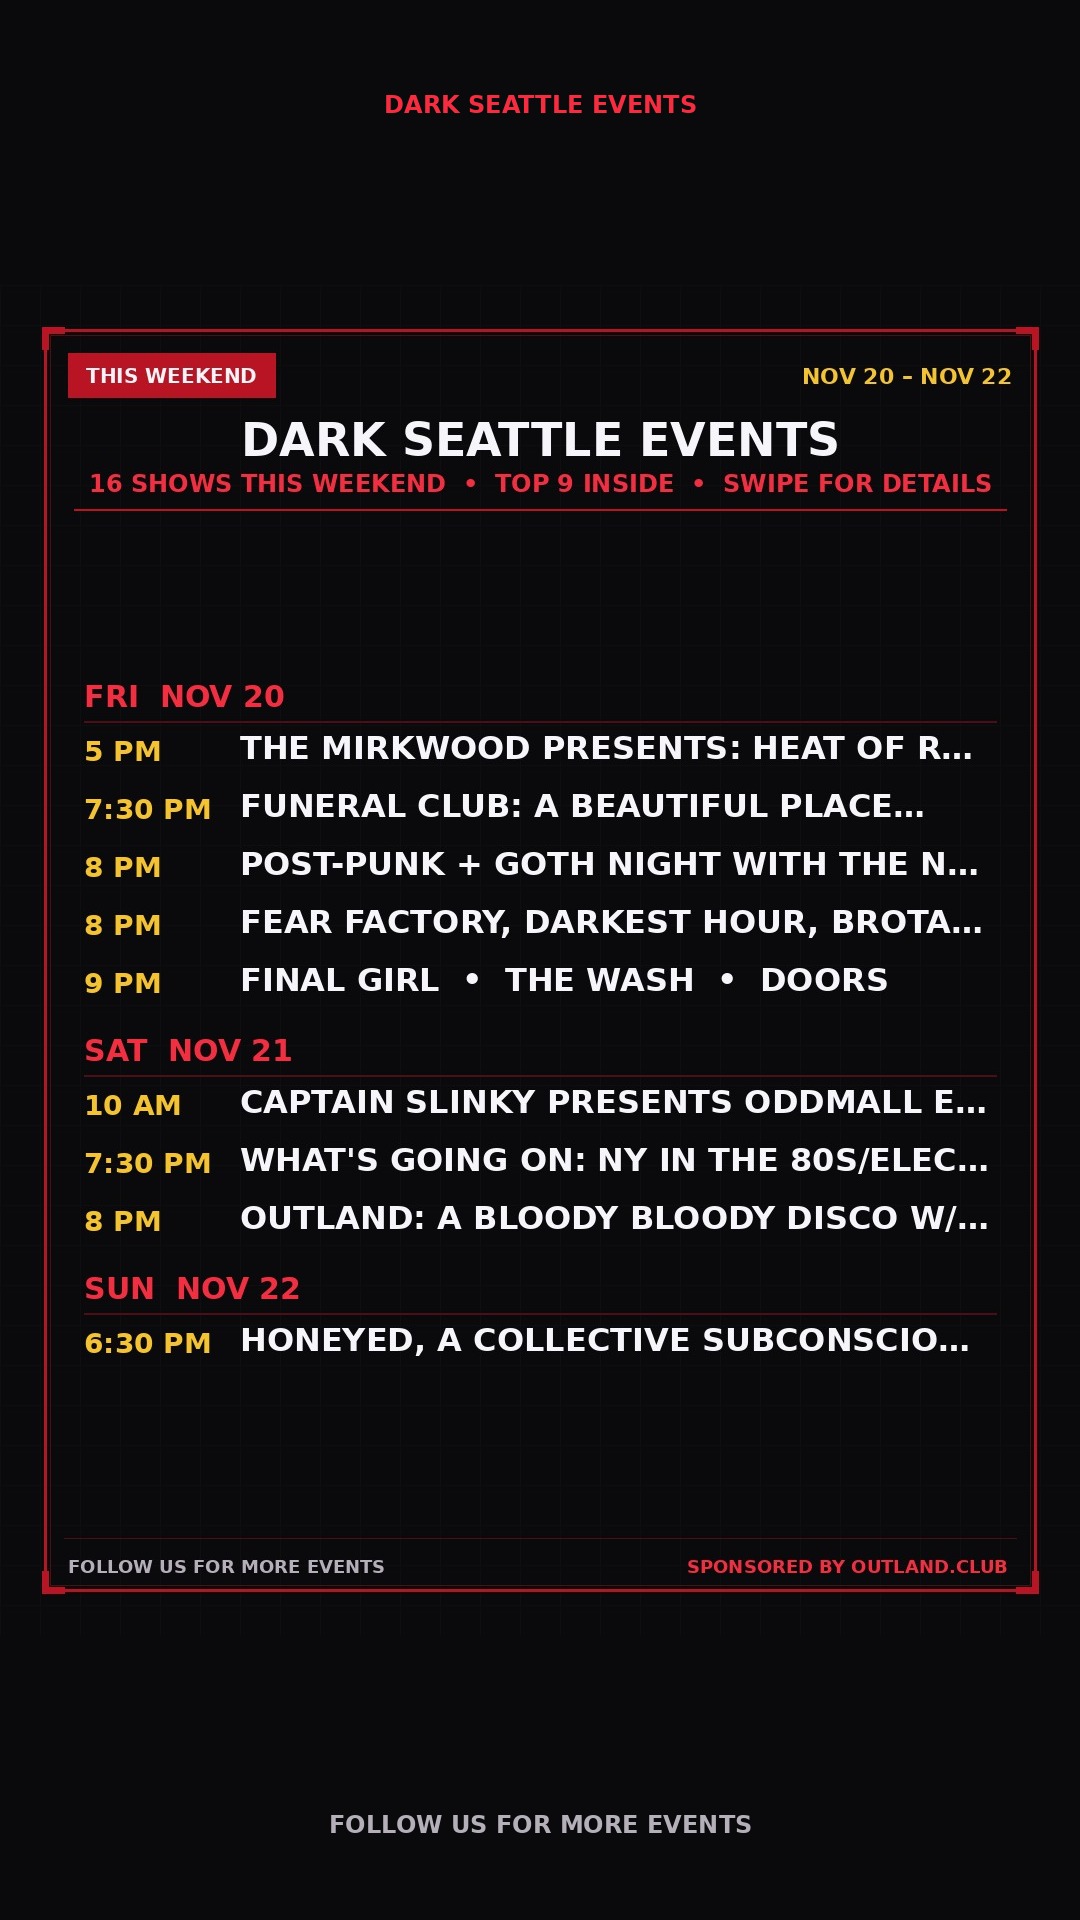 DARK SEATTLE EVENTS
THIS WEEKEND
NOV 20 – NOV 22
DARK SEATTLE EVENTS
16 SHOWS THIS WEEKEND • TOP 9 INSIDE • SWIPE FOR DETAILS
FRI NOV 20
5 PM THE MIRKWOOD PRESENTS: HEAT OF R…
7:30 PM FUNERAL CLUB: A BEAUTIFUL PLACE…
8 PM POST-PUNK + GOTH NIGHT WITH THE N…
8 PM FEAR FACTORY, DARKEST HOUR, BROTA…
9 PM FINAL GIRL • THE WASH • DOORS
SAT NOV 21
10 AM CAPTAIN SLINKY PRESENTS ODDMALL E…
7:30 PM WHAT'S GOING ON: NY IN THE 80S/ELEC…
8 PM OUTLAND: A BLOODY BLOODY DISCO W/…
SUN NOV 22
6:30 PM HONEYED, A COLLECTIVE SUBCONSCIO…
FOLLOW US FOR MORE EVENTS
SPONSORED BY OUTLAND.CLUB
FOLLOW US FOR MORE EVENTS